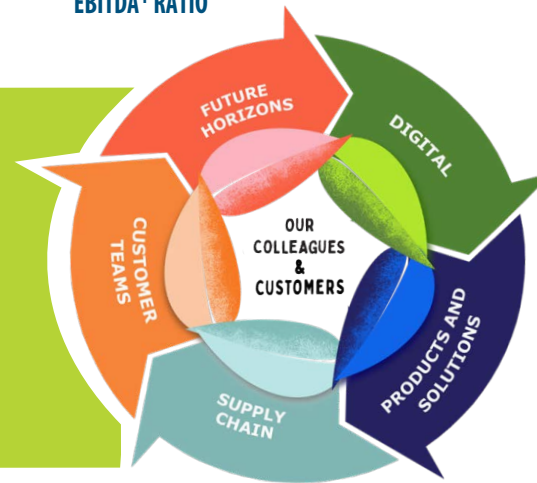 EBITDA¹ RATIO
FUTURE
HORIZONS
DIGITAL
PRODUCTS AND
SOLUTIONS
SUPPLY
CHAIN
CUSTOMER
TEAMS
OUR
COLLEAGUES
&
CUSTOMERS